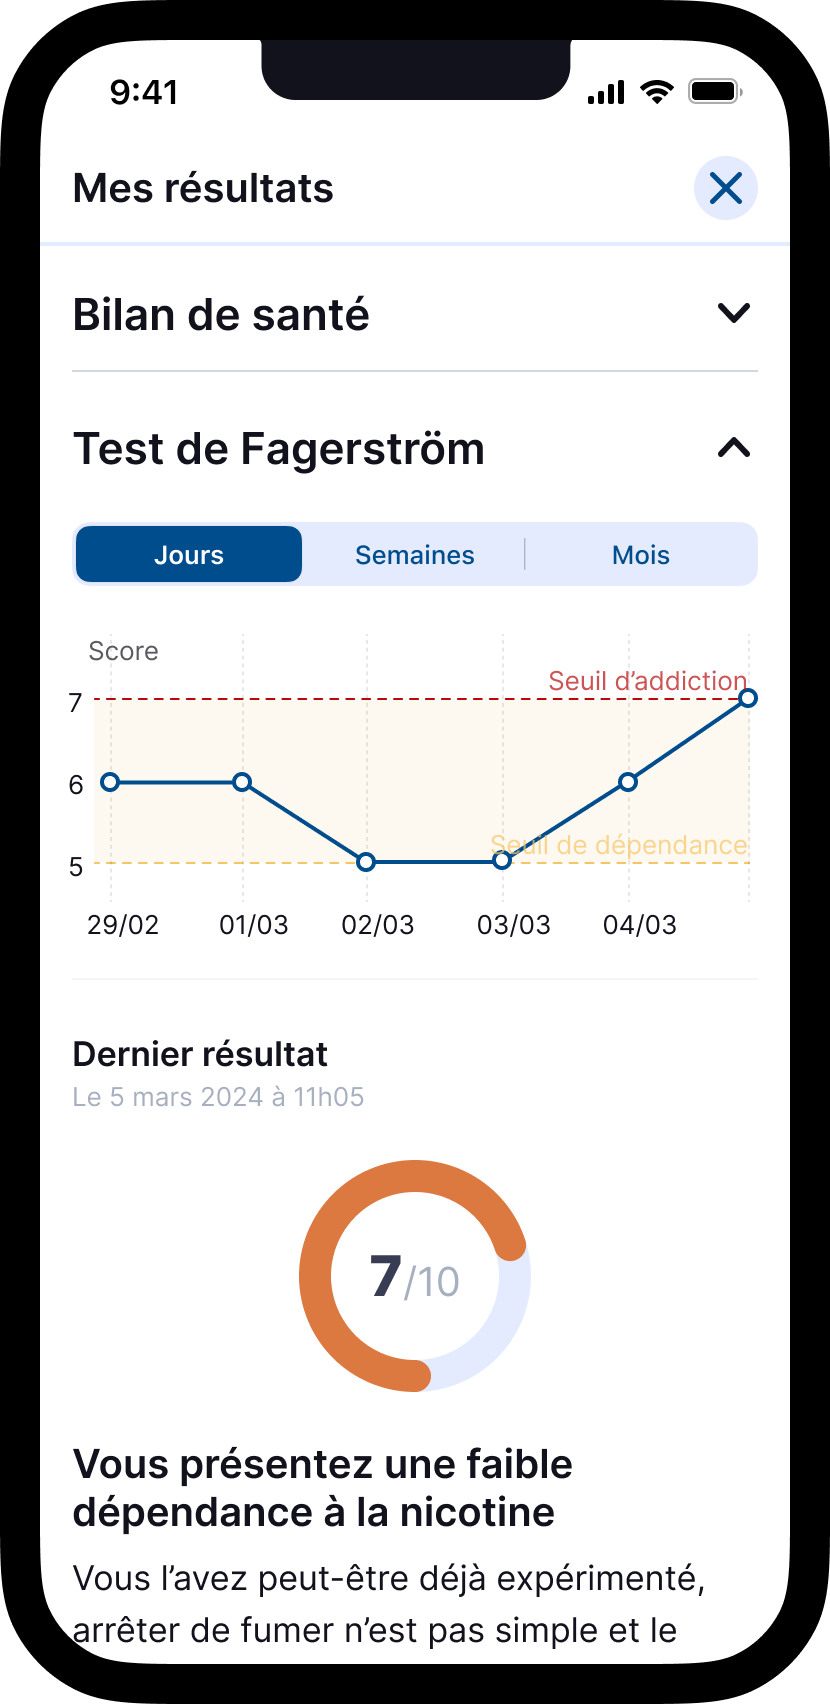 9:41
Mes résultats
Bilan de santé
Test de Fagerström
Jours Semaines Mois
Score
Seuil d’addiction
7
6
Seuil de dépendance
5
29/02 01/03 02/03 03/03 04/03
Dernier résultat
Le 5 mars 2024 à 11h05
7/10
Vous présentez une faible
dépendance à la nicotine
Vous l’avez peut-être déjà expérimenté,
arrêter de fumer n’est pas simple et le